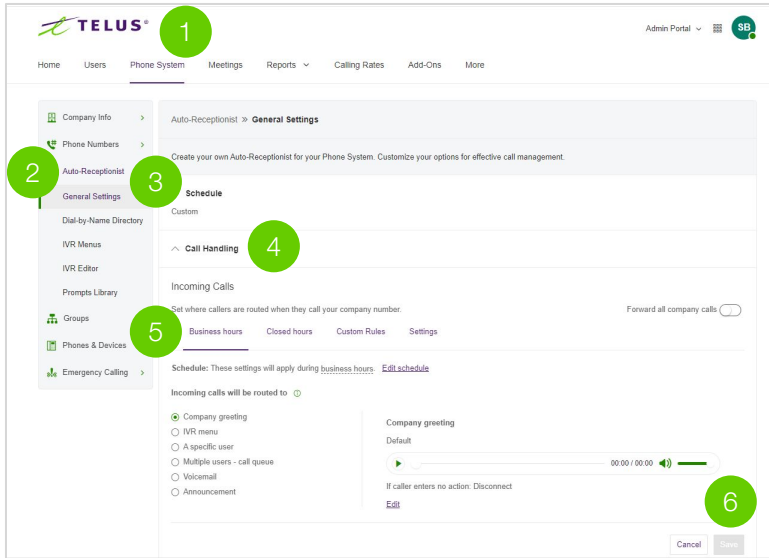 TELUS®
1
Admin Portal
SB
Home Users Phone System Meetings Reports Calling Rates Add-Ons More
Company Info
Phone Numbers
2
Auto-Receptionist
3
General Settings
Dial-by-Name Directory
IVR Menus
IVR Editor
Prompts Library
Groups
Phones & Devices
Emergency Calling
Auto-Receptionist » General Settings
Create your own Auto-Receptionist for your Phone System. Customize your options for effective call management.
Schedule
Custom
Call Handling
4
Incoming Calls
Set where callers are routed when they call your company number.
Forward all company calls
5
Business hours Closed hours Custom Rules Settings
Schedule: These settings will apply during business hours. Edit schedule
Incoming calls will be routed to
Company greeting
IVR menu
A specific user
Multiple users - call queue
Voicemail
Announcement
Company greeting
Default
00:00 / 00:00
If caller enters no action: Disconnect
Edit
6
Cancel Save